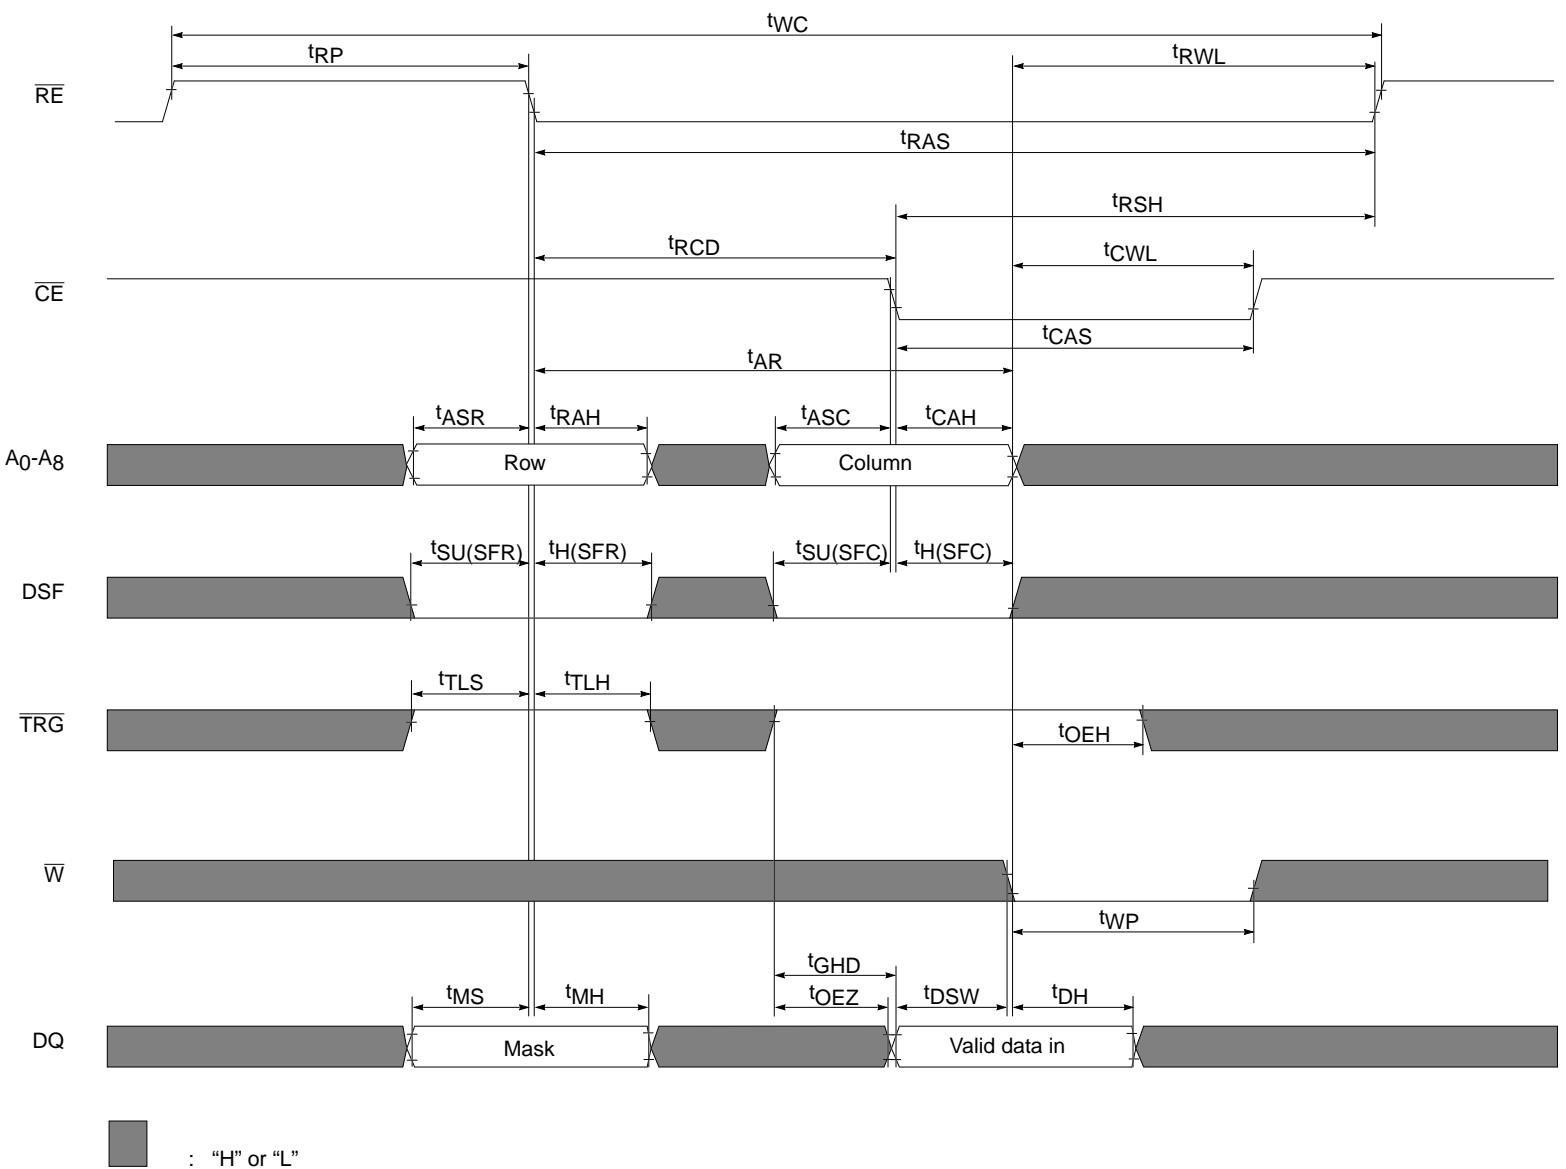 tWC
tRP
tRWL
RE
tRAS
tRSH
tRCD
tCWL
CE
tCAS
tAR
tASR tRAH tASC tCAH
A0-A8 Row Column
tSU(SFR) tH(SFR) tSU(SFC) tH(SFC)
DSF
tTLS tTLH
TRG
tOEH
W
tWP
tGHD
tMS tMH tOEZ tDSW tDH
DQ Mask Valid data in
: “H” or “L”